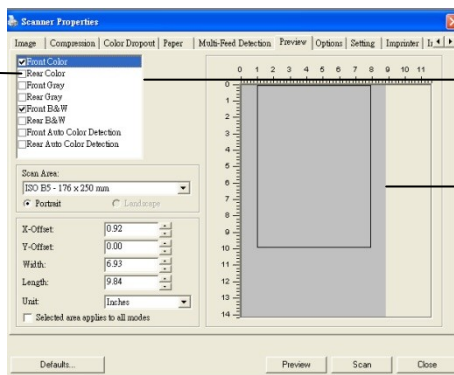 Scanner Properties
Image Compression Color Dropout Paper Multi-Feed Detection Preview Options Setting Imprinter
Front Color
Rear Color
Front Gray
Rear Gray
Front B&W
Rear B&W
Front Auto Color Detection
Rear Auto Color Detection
Scan Area:
ISO B5 - 176 x 250 mm
Portrait Landscape
X-Offset: 0.92
Y-Offset: 0.00
Width: 6.93
Length: 9.84
Unit: Inches
Selected area applies to all modes
0 1 2 3 4 5 6 7 8 9 10 11
0
1
2
3
4
5
6
7
8
9
10
11
12
13
14
Defaults... Preview Scan Close